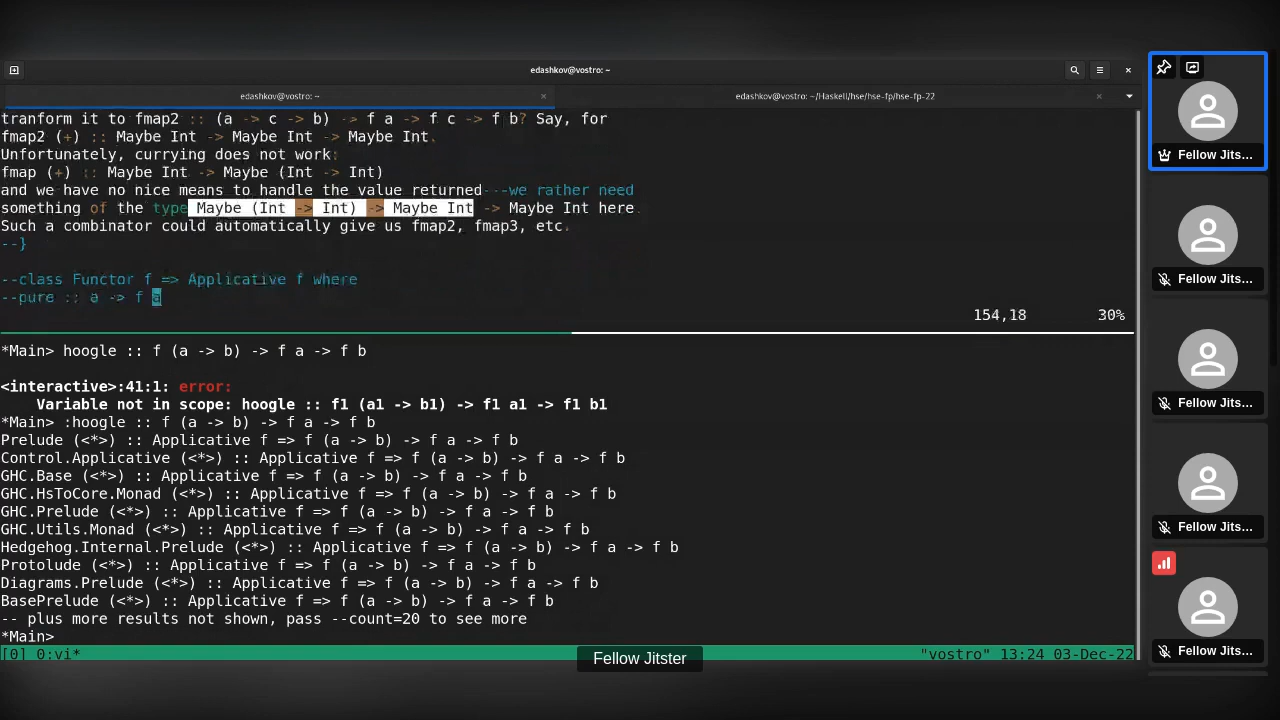 edashkov@vostro: ~
edashkov@vostro: ~
edashkov@vostro: ~/Haskell/hse/hse-fp/hse-fp-22
tranform it to fmap2 :: (a -> c -> b) -> f a -> f c -> f b? Say, for
fmap2 (+) :: Maybe Int -> Maybe Int -> Maybe Int.
Unfortunately, currying does not work:
fmap (+) :: Maybe Int -> Maybe (Int -> Int)
and we have no nice means to handle the value returned---we rather need
something of the type Maybe (Int -> Int) -> Maybe Int -> Maybe Int here.
Such a combinator could automatically give us fmap2, fmap3, etc.
--}
--class Functor f => Applicative f where
--pure :: a -> f a
154,18 30%
*Main> hoogle :: f (a -> b) -> f a -> f b
<interactive>:41:1: error:
Variable not in scope: hoogle :: f1 (a1 -> b1) -> f1 a1 -> f1 b1
*Main> :hoogle :: f (a -> b) -> f a -> f b
Prelude (<*>) :: Applicative f => f (a -> b) -> f a -> f b
Control.Applicative (<*>) :: Applicative f => f (a -> b) -> f a -> f b
GHC.Base (<*>) :: Applicative f => f (a -> b) -> f a -> f b
GHC.HsToCore.Monad (<*>) :: Applicative f => f (a -> b) -> f a -> f b
GHC.Prelude (<*>) :: Applicative f => f (a -> b) -> f a -> f b
GHC.Utils.Monad (<*>) :: Applicative f => f (a -> b) -> f a -> f b
Hedgehog.Internal.Prelude (<*>) :: Applicative f => f (a -> b) -> f a -> f b
Protolude (<*>) :: Applicative f => f (a -> b) -> f a -> f b
Diagrams.Prelude (<*>) :: Applicative f => f (a -> b) -> f a -> f b
BasePrelude (<*>) :: Applicative f => f (a -> b) -> f a -> f b
-- plus more results not shown, pass --count=20 to see more
*Main>
[0] 0:vi* "vostro" 13:24 03-Dec-22
Fellow Jitster
Fellow Jits...
Fellow Jits...
Fellow Jits...
Fellow Jits...
Fellow Jits...